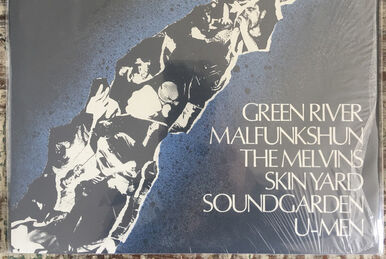 GREEN RIVER
MALFUNKSHUN
THE MELVINS
SKIN YARD
SOUNDGARDEN
U-MEN